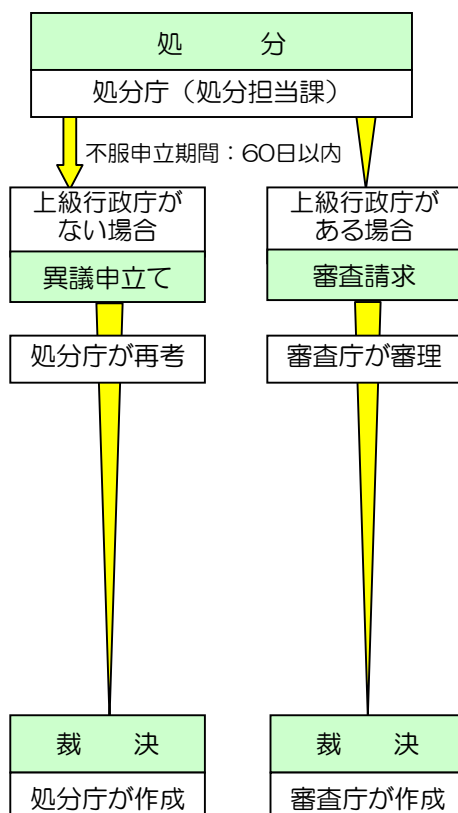 処　　　分
処分庁（処分担当課）
不服申立期間：60日以内
上級行政庁が
ない場合
異議申立て
処分庁が再考
上級行政庁が
ある場合
審査請求
審査庁が審理
裁　決
処分庁が作成
裁　決
審査庁が作成